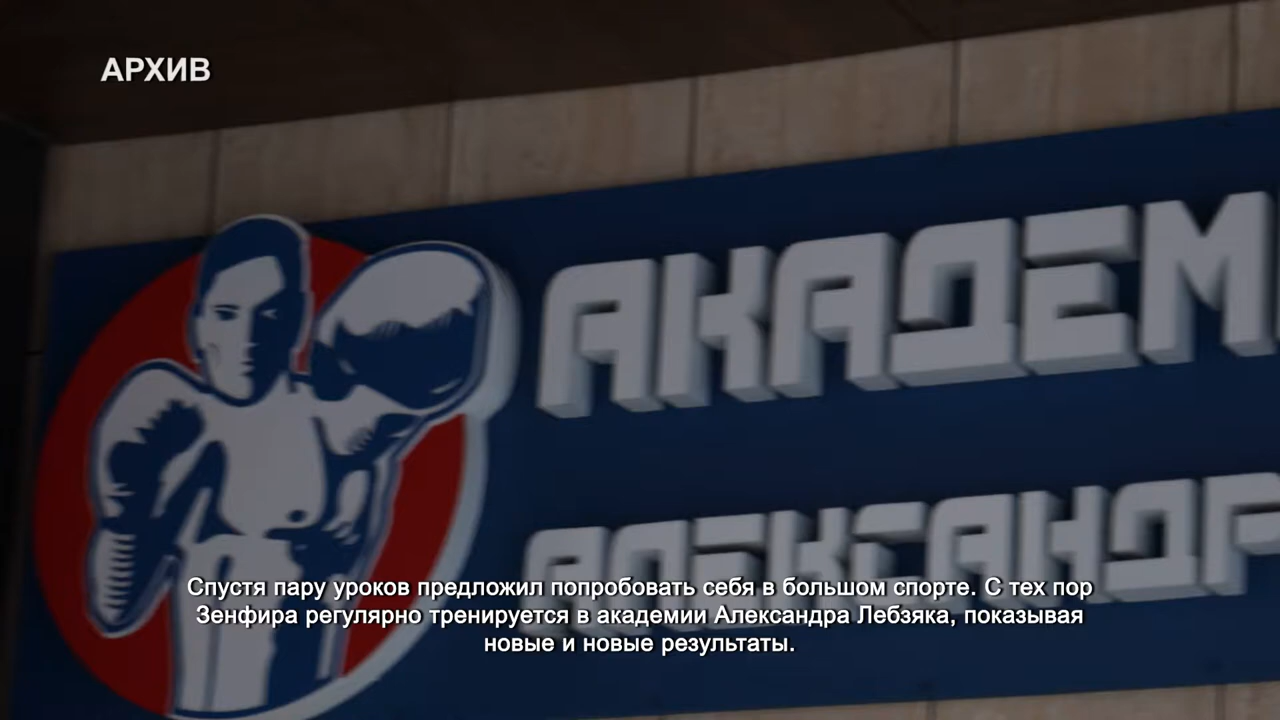 АРХИВ
АКАДЕМ
АЛЕКСАНДР
Спустя пару уроков предложил попробовать себя в большом спорте. С тех пор
Зенфира регулярно тренируется в академии Александра Лебзяка, показывая
новые и новые результаты.